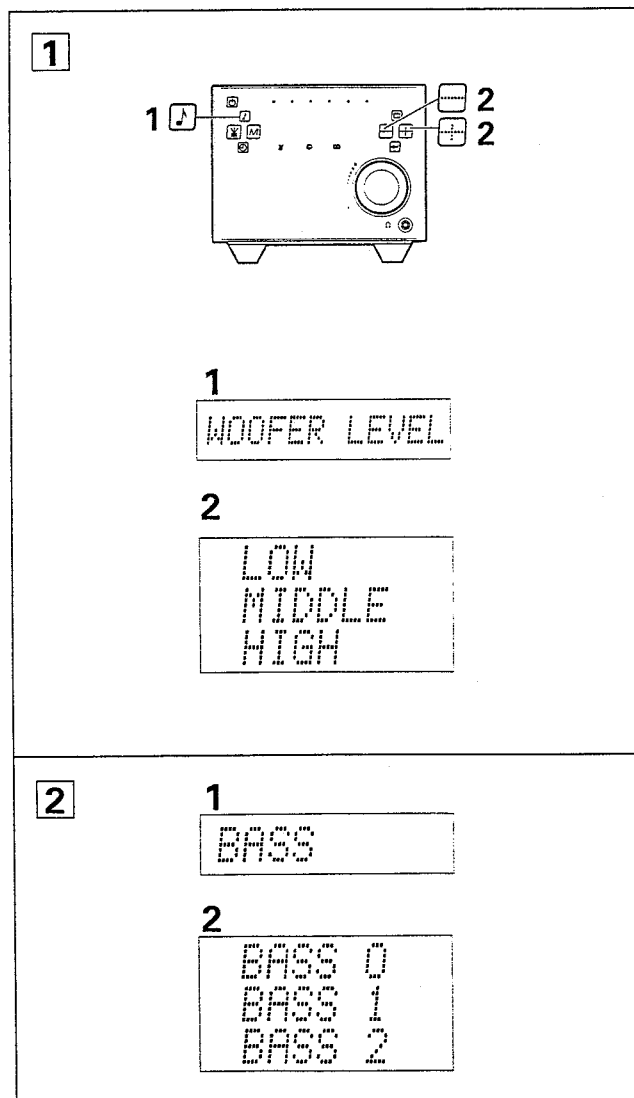 1
1 ♪ 2
2
1
WOOFER LEVEL
2
LOW
MIDDLE
HIGH
2
1
BASS
2
BASS 0
BASS 1
BASS 2